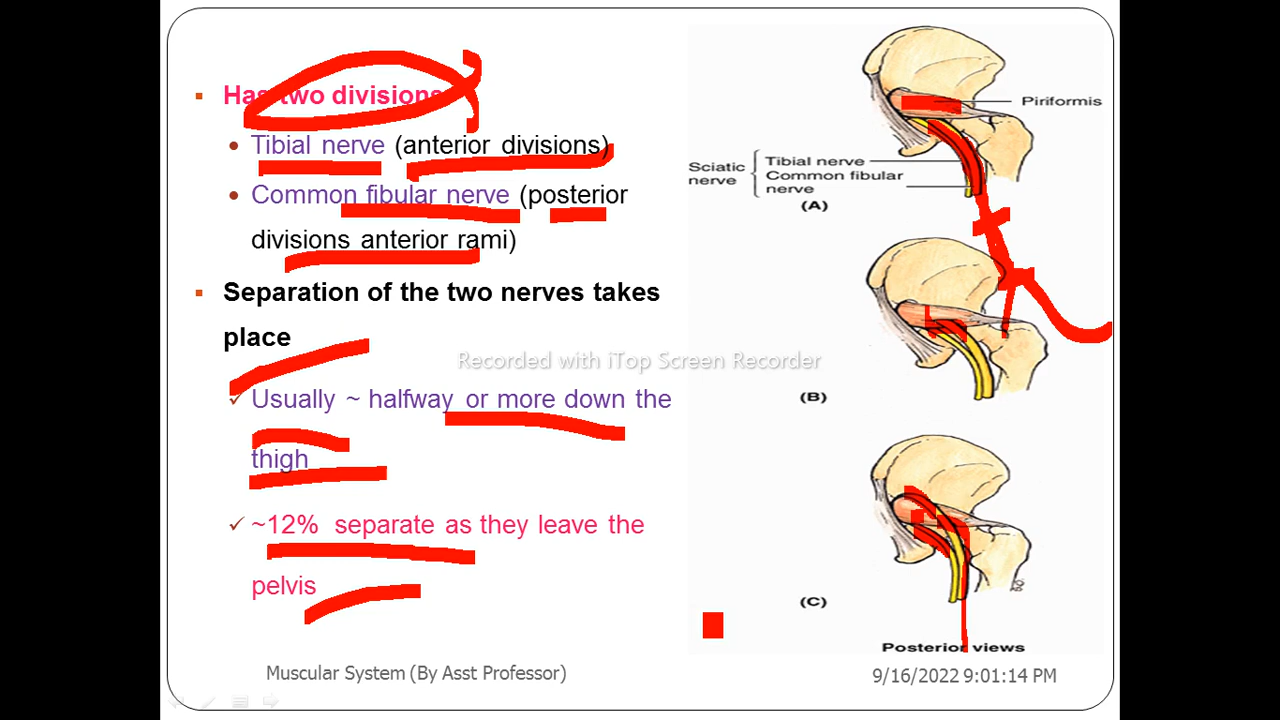 Has two divisions
Tibial nerve (anterior divisions)
Common fibular nerve (posterior
divisions anterior rami)
Separation of the two nerves takes
place
Usually ~ halfway or more down the
thigh
~12% separate as they leave the
pelvis
Piriformis
Sciatic
nerve
Tibial nerve
Common fibular
nerve
(A)
(B)
(C)
Posterior views
Recorded with iTop Screen Recorder
Muscular System (By Asst Professor)
9/16/2022 9:01:14 PM